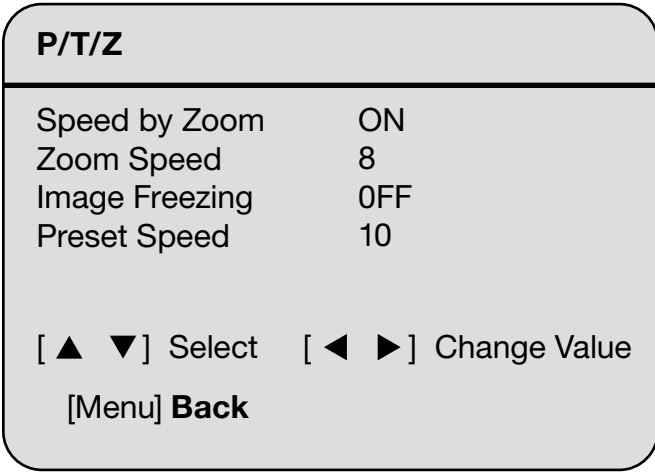 P/T/Z
Speed by Zoom ON
Zoom Speed 8
Image Freezing 0FF
Preset Speed 10
[ ▲ ▼ ] Select [ ◀ ▶ ] Change Value
[Menu] Back